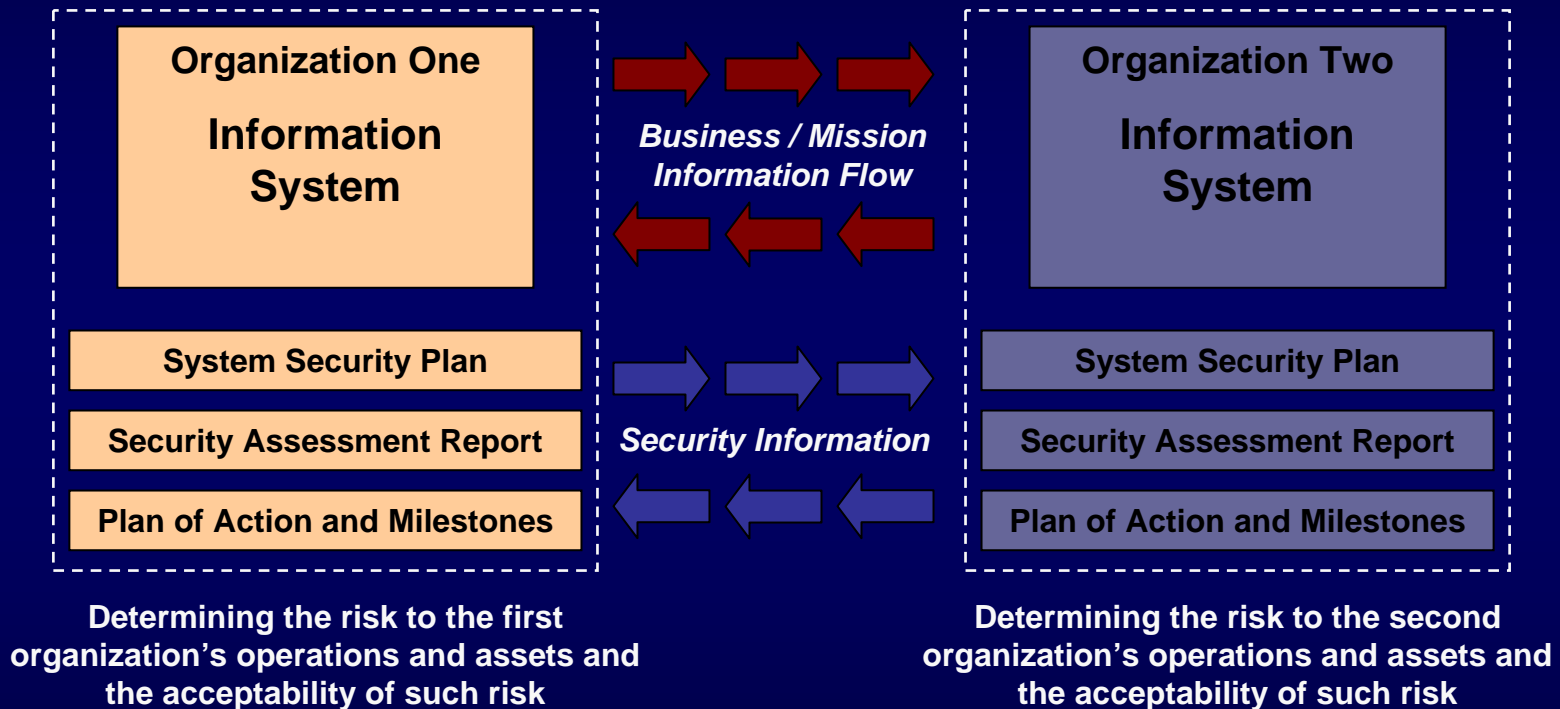 Organization One
Information
System
System Security Plan
Security Assessment Report
Plan of Action and Milestones
Determining the risk to the first
organization’s operations and assets and
the acceptability of such risk
Business / Mission
Information Flow
Security Information
Organization Two
Information
System
System Security Plan
Security Assessment Report
Plan of Action and Milestones
Determining the risk to the second
organization’s operations and assets and
the acceptability of such risk